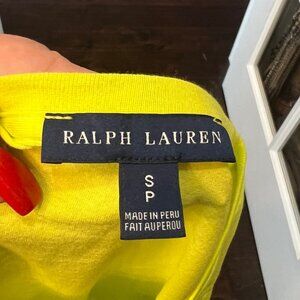 RALPH LAUREN
S
P
MADE IN PERU
FAIT AU PEROU